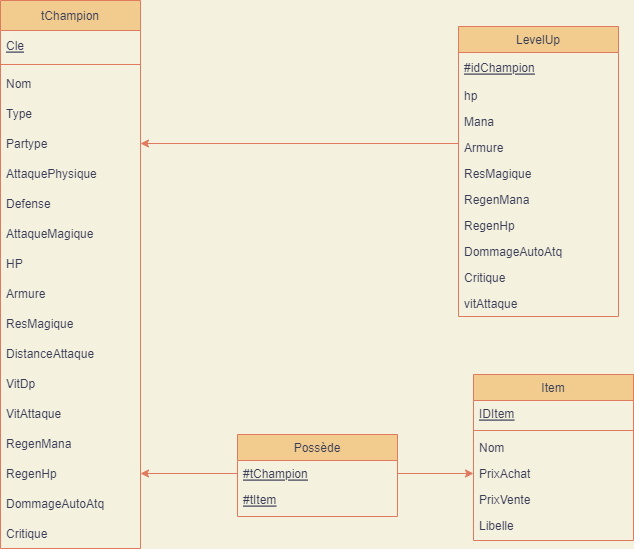 tChampion
Cle
Nom
Type
Partype
AttaquePhysique
Defense
AttaqueMagique
HP
Armure
ResMagique
DistanceAttaque
VitDp
VitAttaque
RegenMana
RegenHp
DommageAutoAtq
Critique
LevelUp
#idChampion
hp
Mana
Armure
ResMagique
RegenMana
RegenHp
DommageAutoAtq
Critique
vitAttaque
Possède
#tChampion
#tItem
Item
IDItem
Nom
PrixAchat
PrixVente
Libelle